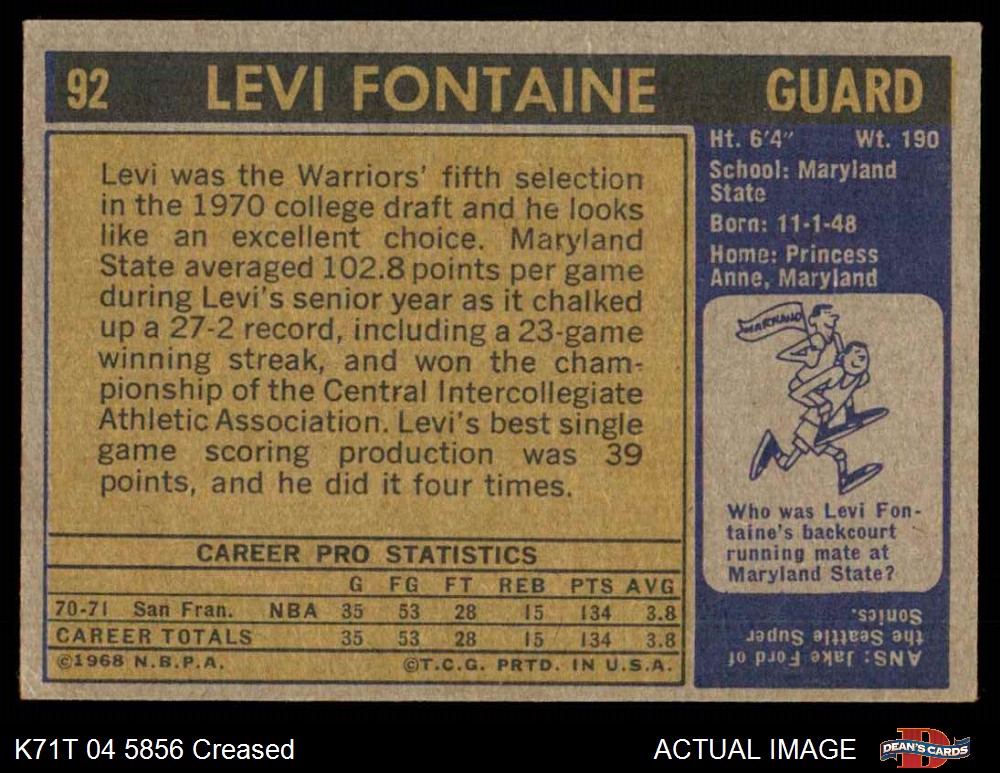 92 LEVI FONTAINE GUARD
Levi was the Warriors' fifth selection
in the 1970 college draft and he looks
like an excellent choice. Maryland
State averaged 102.8 points per game
during Levi's senior year as it chalked
up a 27-2 record, including a 23-game
winning streak, and won the cham-
pionship of the Central Intercollegiate
Athletic Association. Levi's best single
game scoring production was 39
points, and he did it four times.
CAREER PRO STATISTICS
G FG FT REB PTS AVG
70-71 San Fran. NBA 35 53 28 15 134 3.8
CAREER TOTALS 35 53 28 15 134 3.8
©1968 N.B.P.A. ©T.C.G. PRTD. IN U.S.A.
Ht. 6'4" Wt. 190
School: Maryland
State
Born: 11-1-48
Home: Princess
Anne, Maryland
MARYLAND
Who was Levi Fon-
taine's backcourt
running mate at
Maryland State?
ANS: Jake Ford of
the Seattle Super
Sonics.
K71T 04 5856 Creased
ACTUAL IMAGE
D
DEAN'S CARDS